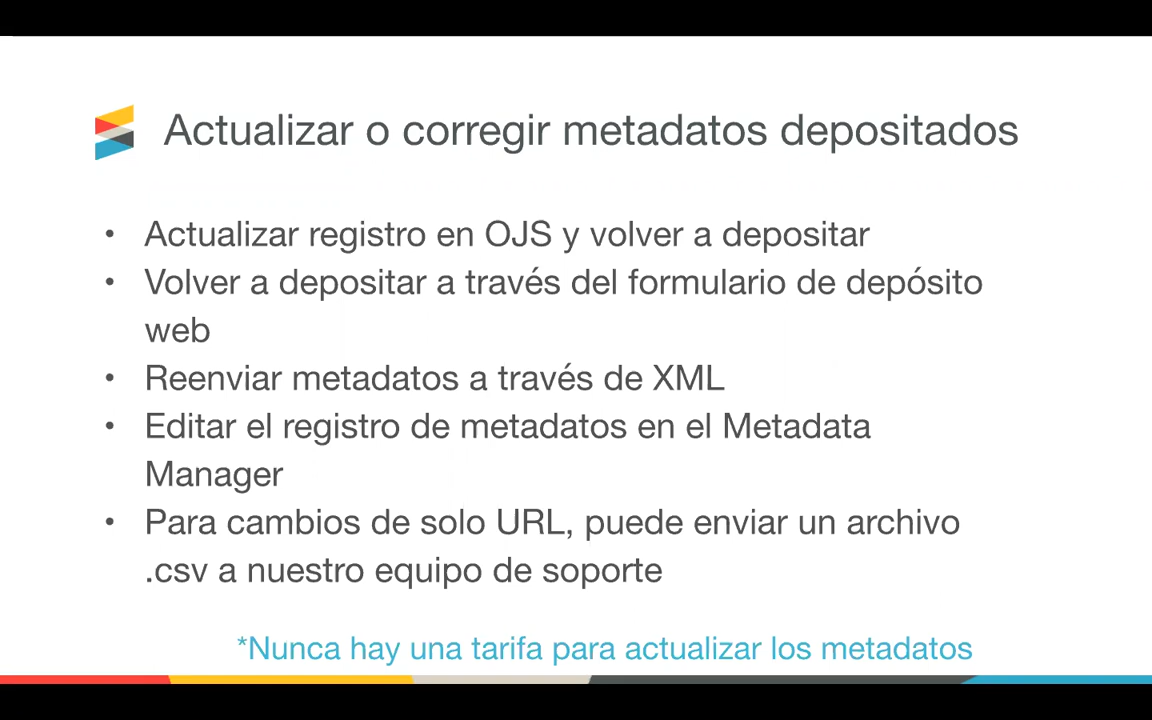 Actualizar o corregir metadatos depositados
• Actualizar registro en OJS y volver a depositar
• Volver a depositar a través del formulario de depósito
web
• Reenviar metadatos a través de XML
• Editar el registro de metadatos en el Metadata
Manager
• Para cambios de solo URL, puede enviar un archivo
.csv a nuestro equipo de soporte
*Nunca hay una tarifa para actualizar los metadatos